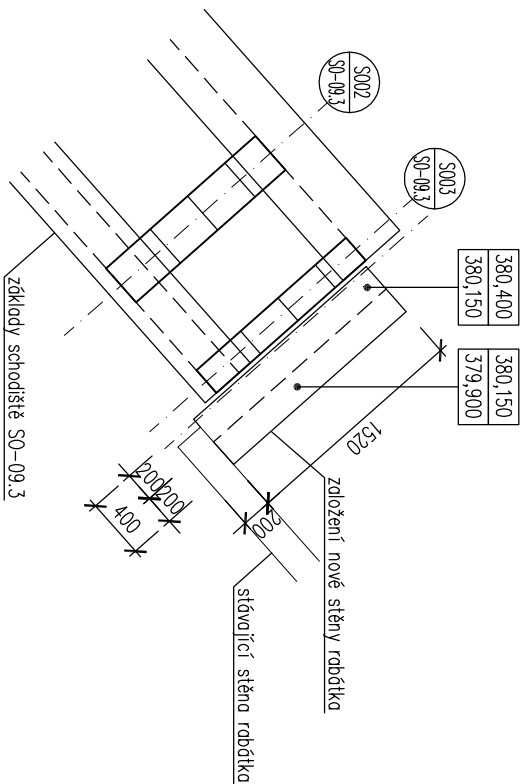 S002
SO-09.3
S003
SO-09.3
380,400
380,150
380,150
379,900
1520
200
200
200
400
založení nové stěny rabátka
stávající stěna rabátka
základy schodiště SO-09.3